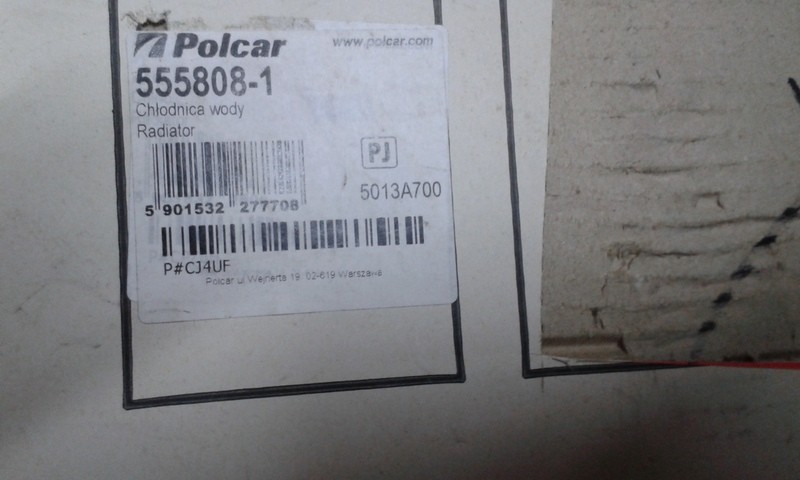 Polcar
www.polcar.com
555808-1
Chłodnica wody
Radiator
PJ
5013A700
5 901532 277708
P#CJ4UF
Polcar ul. Wejnerta 19, 02-619 Warszawa